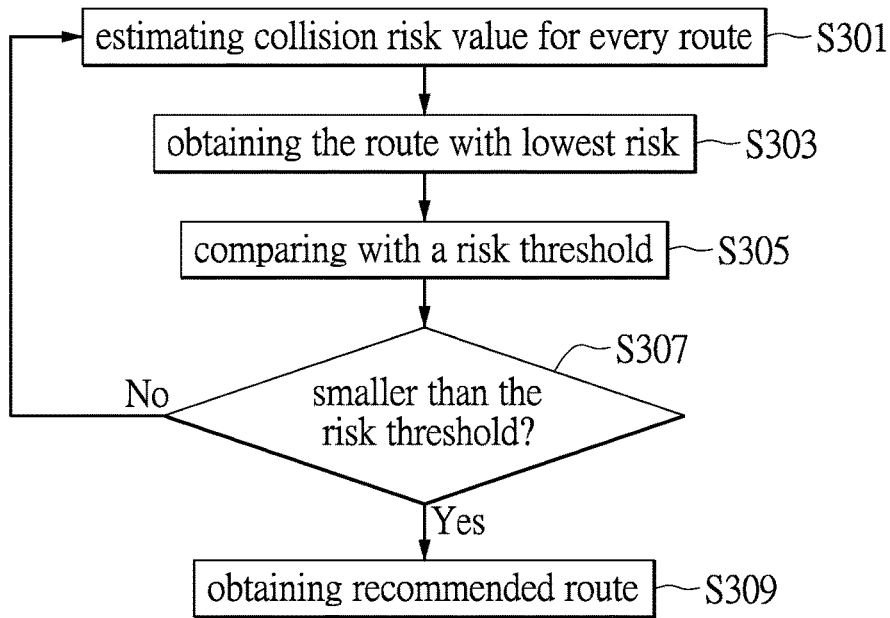 estimating collision risk value for every route
S301
obtaining the route with lowest risk
S303
comparing with a risk threshold
S305
S307
smaller than the
risk threshold?
No
Yes
obtaining recommended route
S309